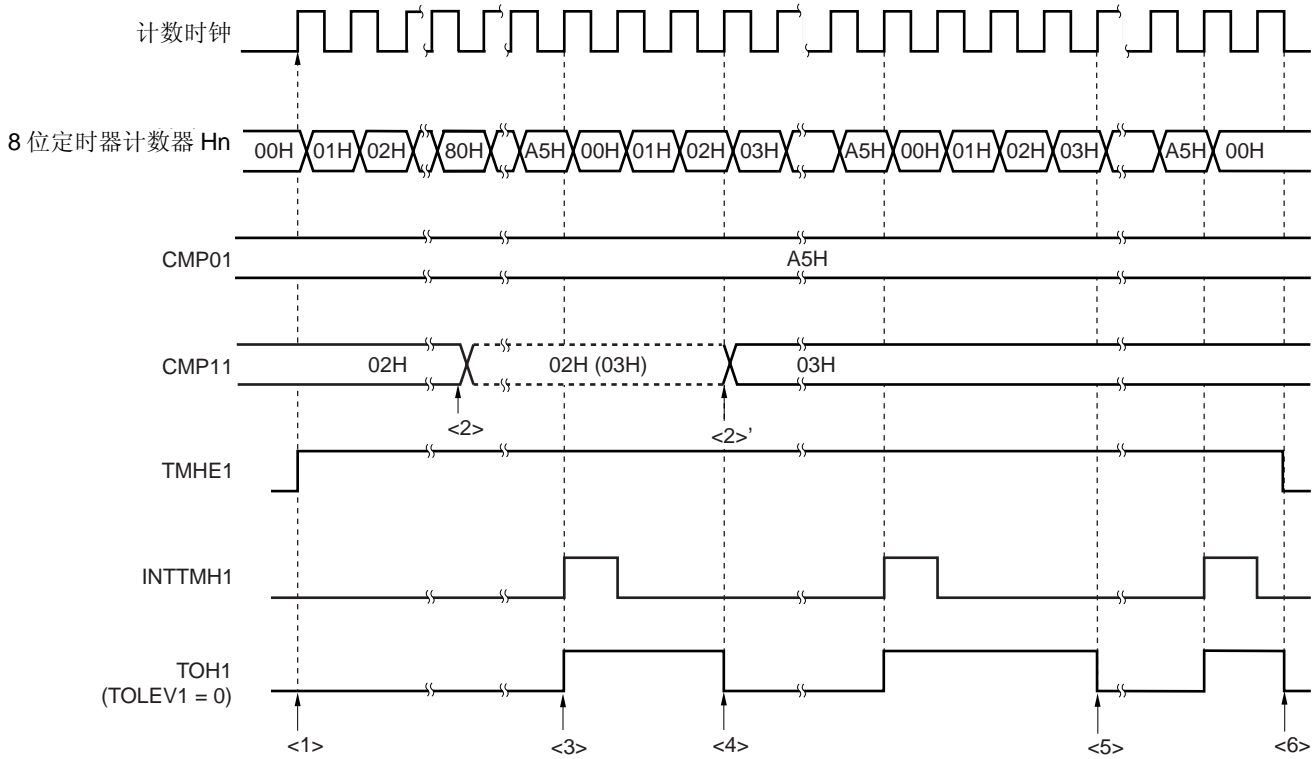 计数时钟
8 位定时器计数器 Hn
00H 01H 02H 80H A5H 00H 01H 02H 03H A5H 00H 01H 02H 03H A5H 00H
CMP01
A5H
CMP11
02H
02H (03H)
03H
<2>
<2>’
TMHE1
INTTMH1
TOH1
(TOLEV1 = 0)
<1>
<3>
<4>
<5>
<6>